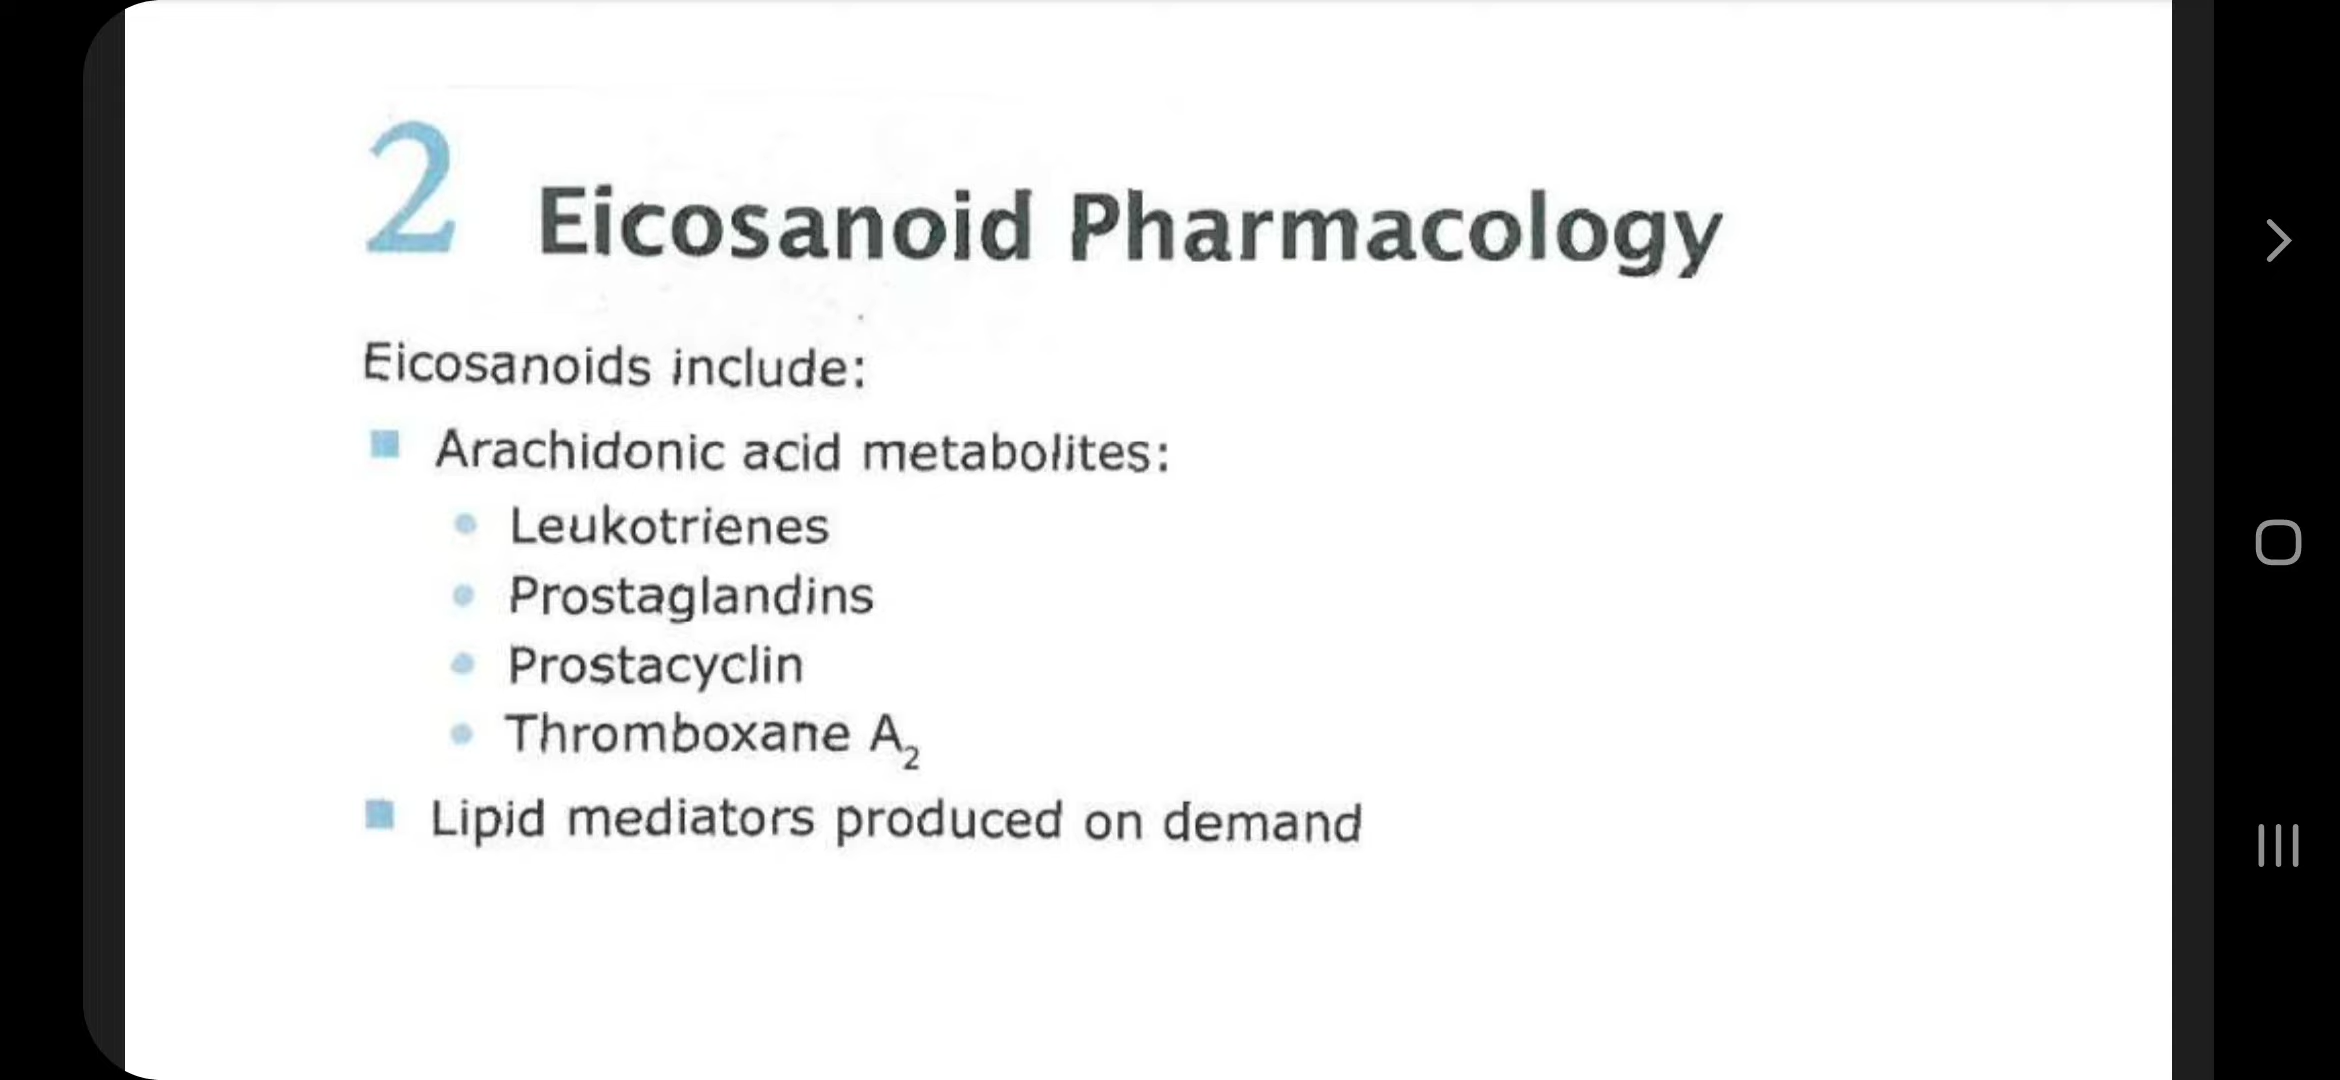 2 Eicosanoid Pharmacology
Eicosanoids include:
Arachidonic acid metabolites:
Leukotrienes
Prostaglandins
Prostacyclin
Thromboxane A₂
Lipid mediators produced on demand